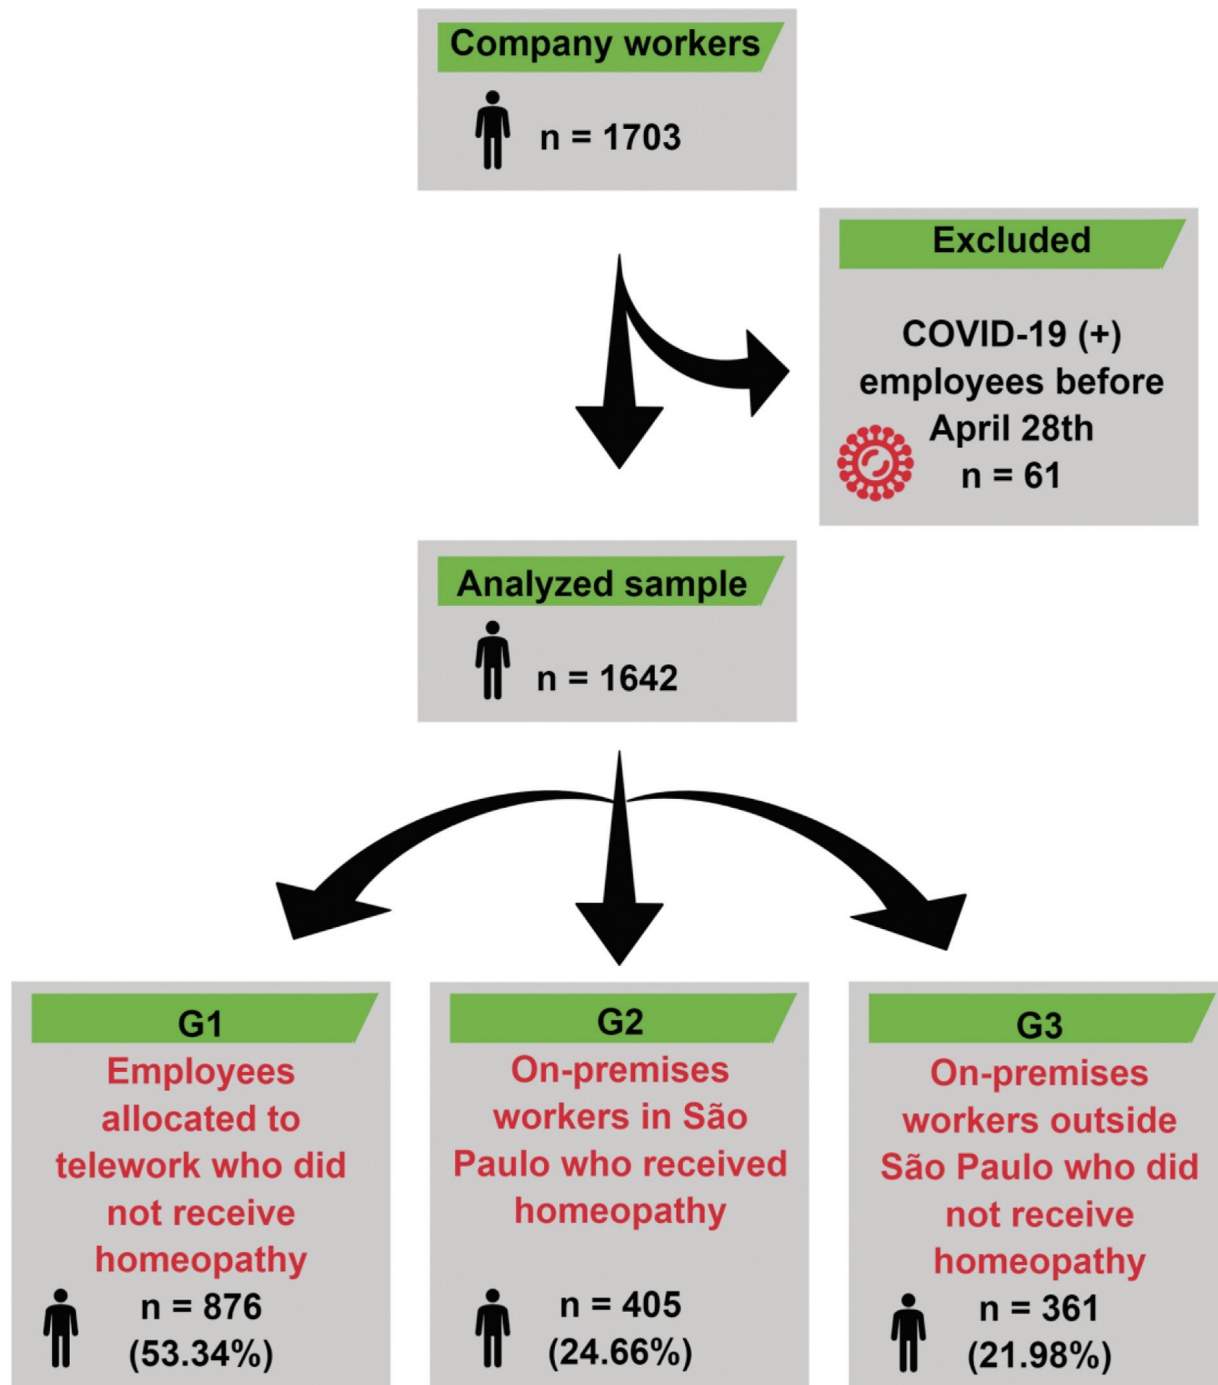 Company workers
n = 1703
Excluded
COVID-19 (+)
employees before
April 28th
n = 61
Analyzed sample
n = 1642
G1
Employees
allocated to
telework who did
not receive
homeopathy
n = 876
(53.34%)
G2
On-premises
workers in São
Paulo who received
homeopathy
n = 405
(24.66%)
G3
On-premises
workers outside
São Paulo who did
not receive
homeopathy
n = 361
(21.98%)